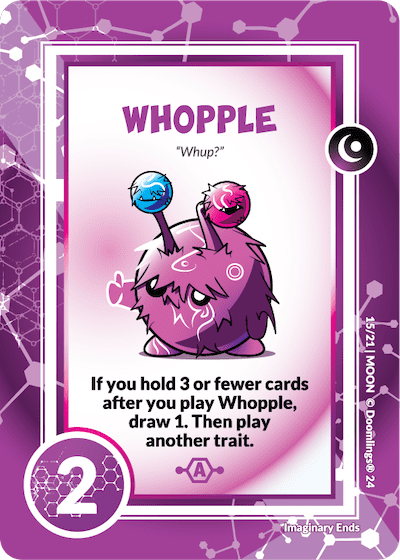 WHOPPLE
"Whup?"
If you hold 3 or fewer cards
after you play Whopple,
draw 1. Then play
another trait.
A
2
15/21 | MOON © Doomlings® 24
*Imaginary Ends